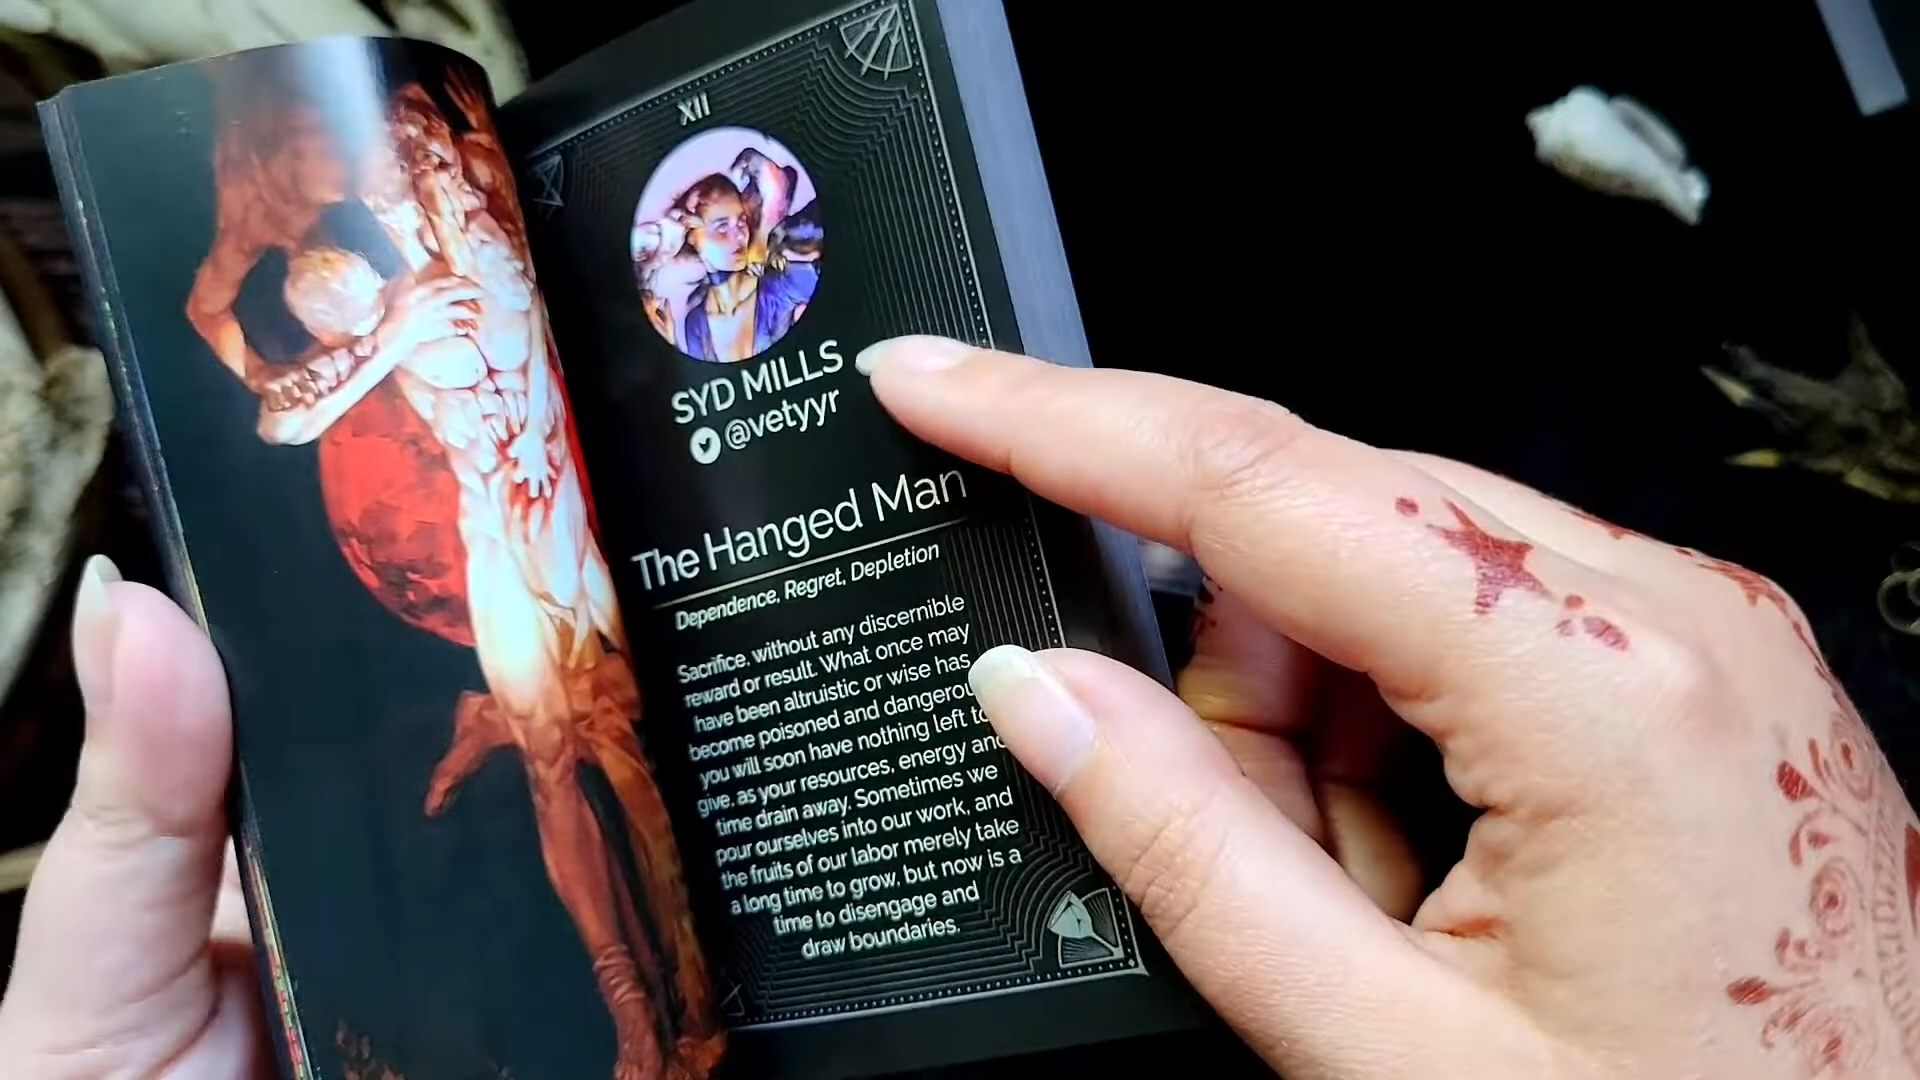 XII
SYD MILLS
@vetyyr
The Hanged Man
Dependence, Regret, Depletion
Sacrifice, without any discernible
reward or result. What once may
have been altruistic or wise has
become poisoned and dangerou
you will soon have nothing left to
give, as your resources, energy and
time drain away. Sometimes we
pour ourselves into our work, and
the fruits of our labor merely take
a long time to grow, but now is a
time to disengage and
draw boundaries.